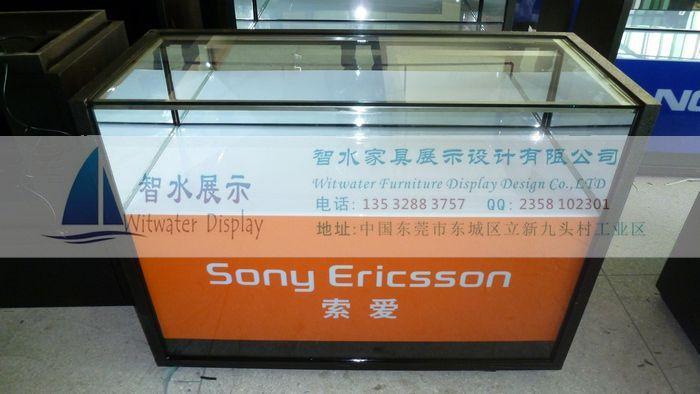 NO
智水家具展示设计有限公司
智水展示
Witwater Furniture Display Design Co.,LTD
Witwater Display
电话: 135 3288 3757 QQ: 2358 102301
地址:中国东莞市东城区立新九头村工业区
Sony Ericsson
索爱